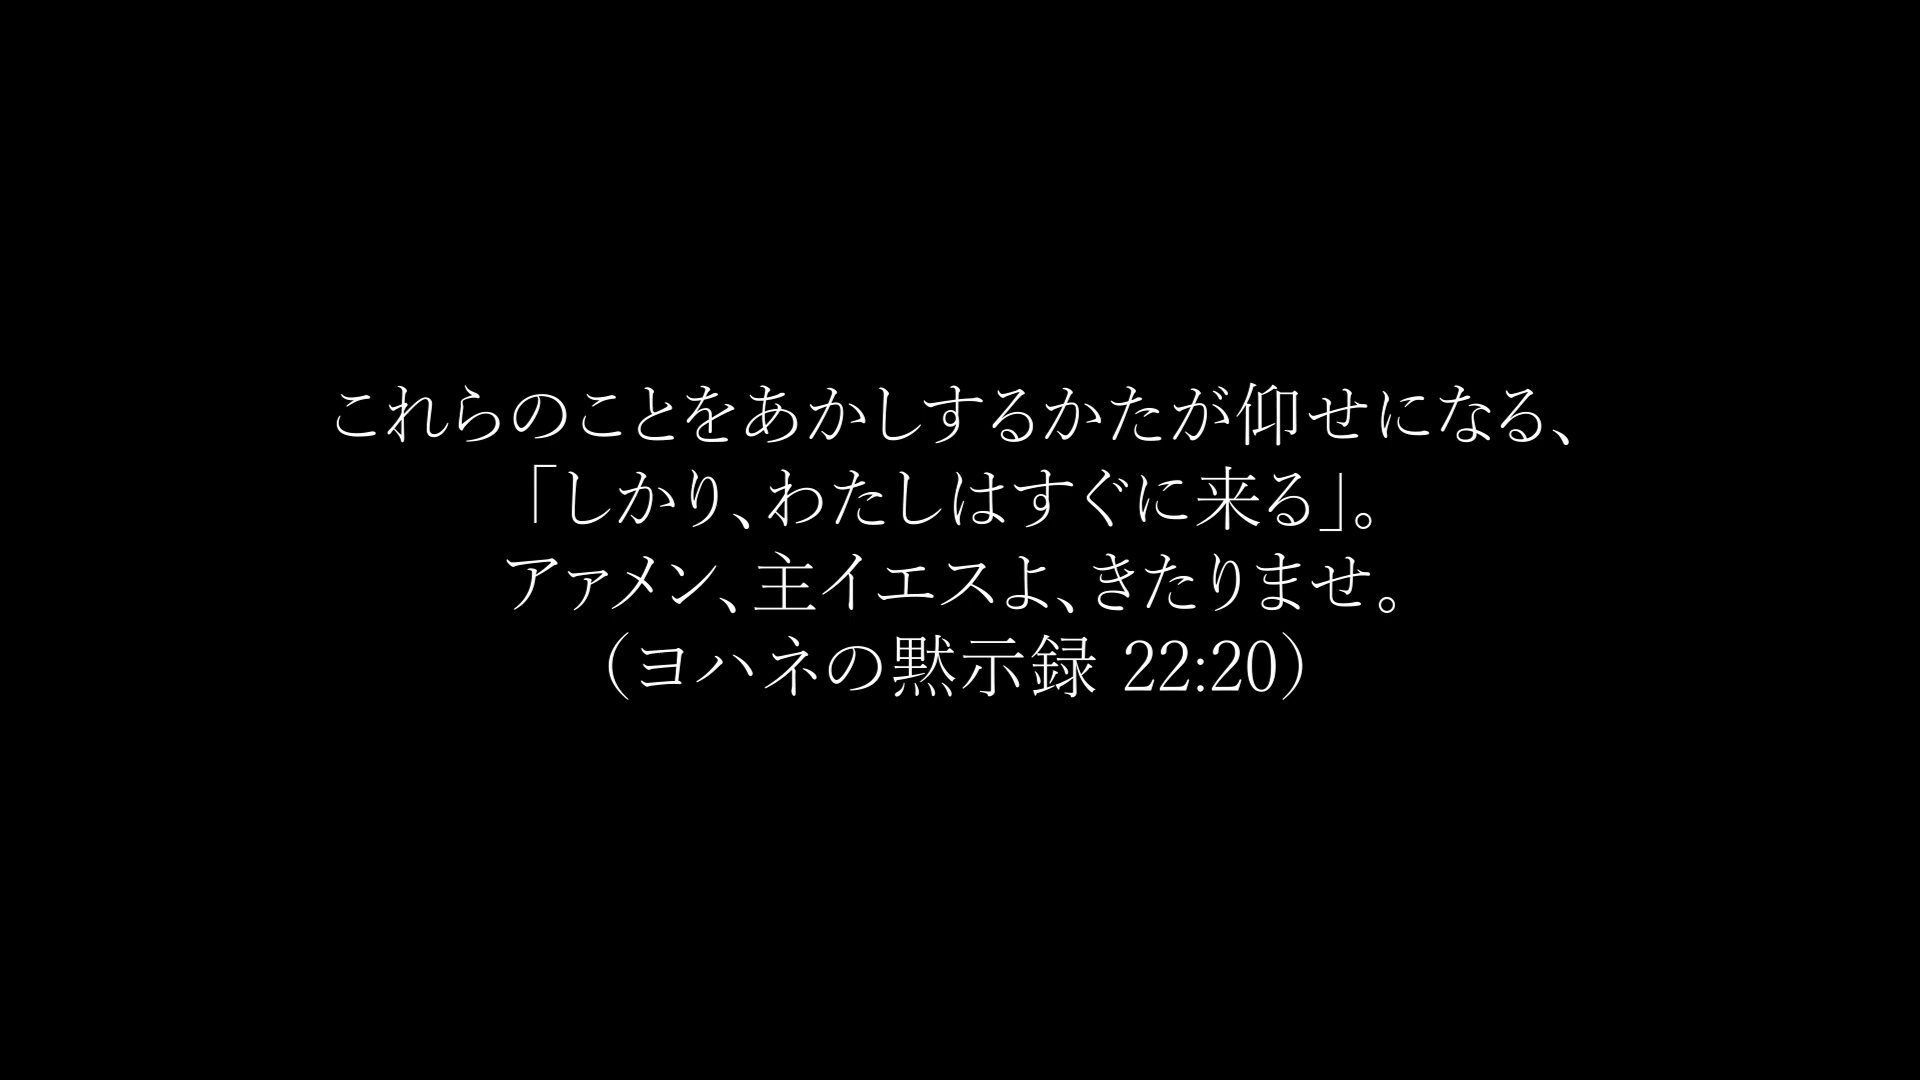 これらのことをあかしするかたが仰せになる、
「しかり、わたしはすぐに来る」。
アァメン、主イエスよ、きたりませ。
（ヨハネの黙示録 22:20）